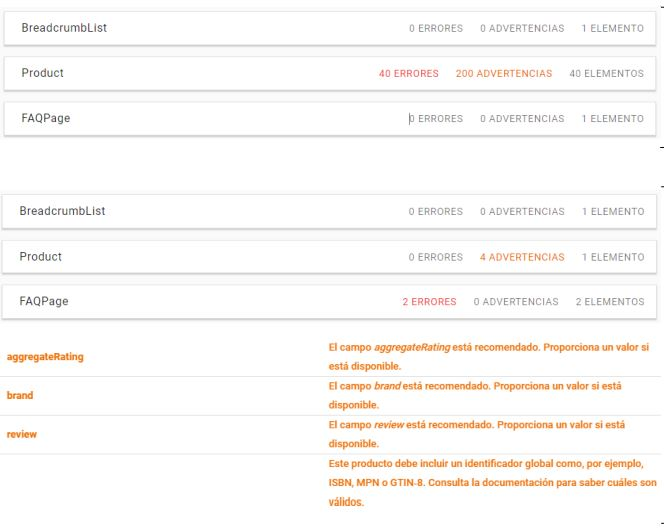 BreadcrumbList 0 ERRORES 0 ADVERTENCIAS 1 ELEMENTO
Product 40 ERRORES 200 ADVERTENCIAS 40 ELEMENTOS
FAQPage 0 ERRORES 0 ADVERTENCIAS 1 ELEMENTO
BreadcrumbList 0 ERRORES 0 ADVERTENCIAS 1 ELEMENTO
Product 0 ERRORES 4 ADVERTENCIAS 1 ELEMENTO
FAQPage 2 ERRORES 0 ADVERTENCIAS 2 ELEMENTOS
aggregateRating
El campo aggregateRating está recomendado. Proporciona un valor si
está disponible.
brand
El campo brand está recomendado. Proporciona un valor si está
disponible.
review
El campo review está recomendado. Proporciona un valor si está
disponible.
Este producto debe incluir un identificador global como, por ejemplo,
ISBN, MPN o GTIN-8. Consulta la documentación para saber cuáles son
válidos.